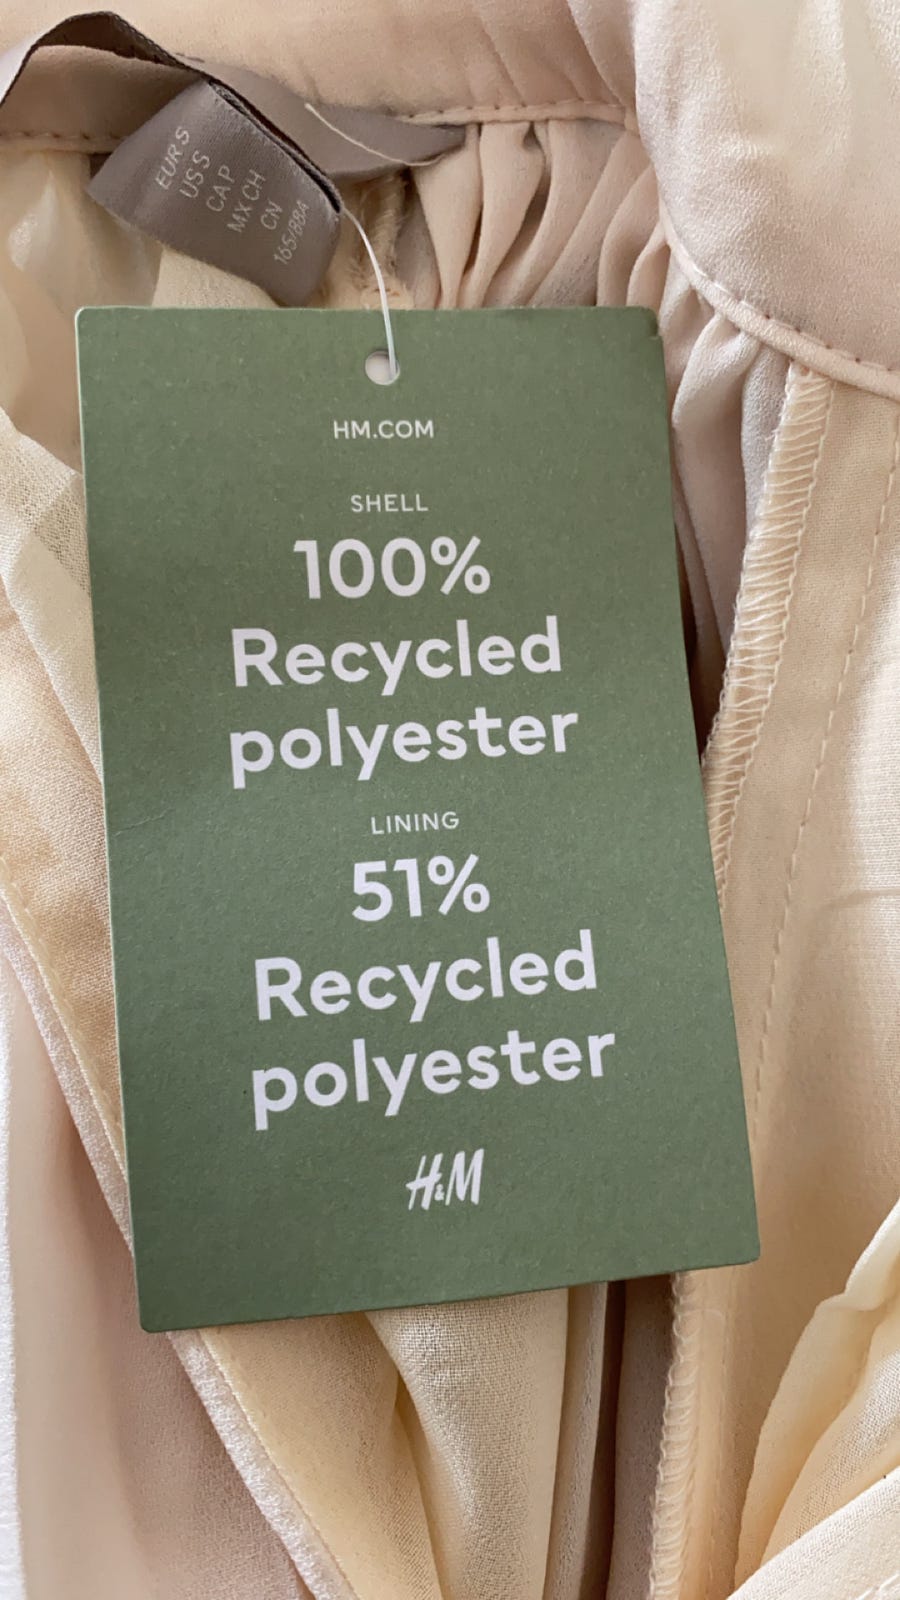 EUR S
US S
CA P
MX CH
CN
165/88A
HM.COM
SHELL
100%
Recycled
polyester
LINING
51%
Recycled
polyester
H&M